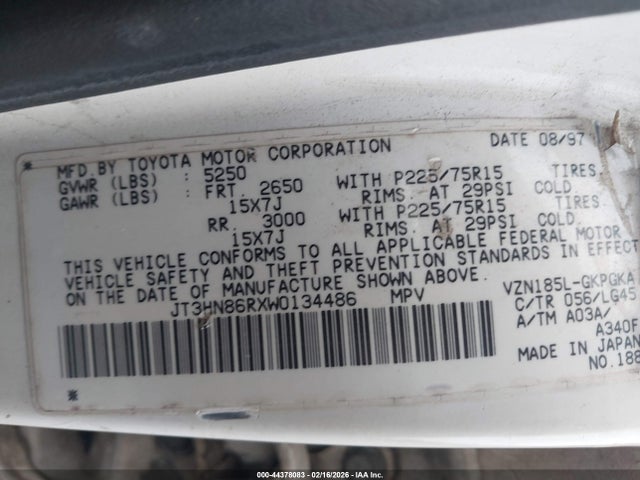 DATE 08/97
MFD.BY TOYOTA MOTOR CORPORATION
GVWR (LBS) : 5250
GAWR (LBS) : FRT. 2650 WITH P225/75R15 TIRES.
15X7J RIMS. AT 29PSI COLD
RR. 3000 WITH P225/75R15 TIRES.
15X7J RIMS. AT 29PSI COLD.
THIS VEHICLE CONFORMS TO ALL APPLICABLE FEDERAL MOTOR
VEHICLE SAFETY AND THEFT PREVENTION STANDARDS IN EFFECT
ON THE DATE OF MANUFACTURE SHOWN ABOVE.
JT3HN86RXW0134486 MPV
VZN185L-GKPGKA
C/TR 056/LG45
A/TM A03A/
A340F
MADE IN JAPAN
NO.188
000-44378083 - 02/16/2026 - IAA Inc.